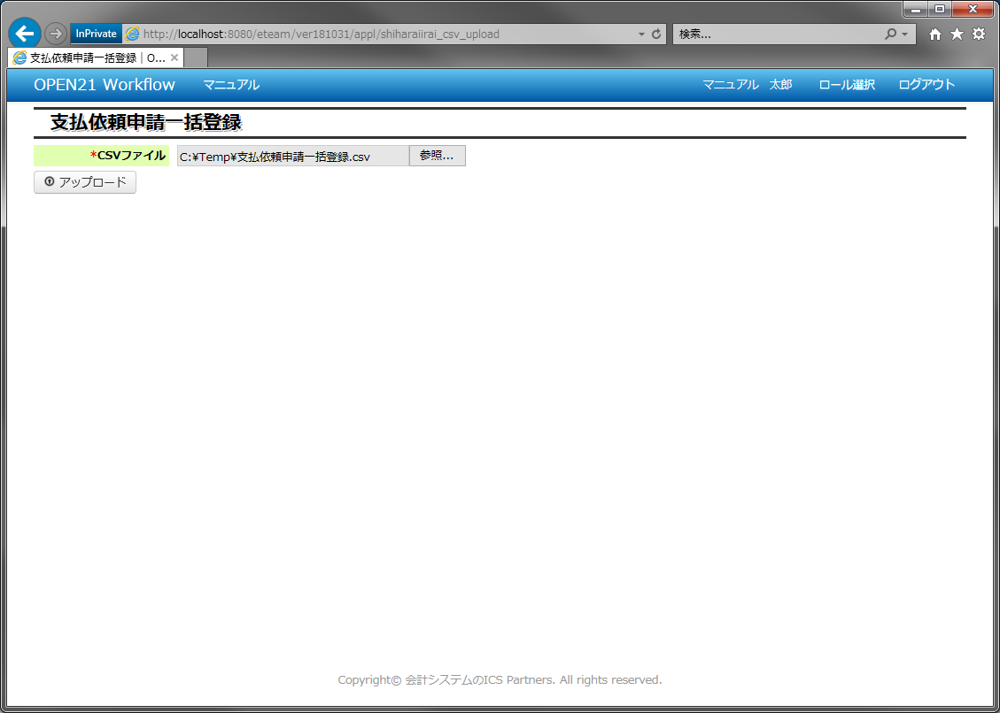 InPrivate http://localhost:8080/eteam/ver181031/appl/shiharaiirai_csv_upload 検索...
支払依頼申請一括登録 | O...
OPEN21 Workflow マニュアル マニュアル 太郎 ロール選択 ログアウト
支払依頼申請一括登録
*CSVファイル C:¥Temp¥支払依頼申請一括登録.csv 参照...
アップロード
Copyright© 会計システムのICS Partners. All rights reserved.